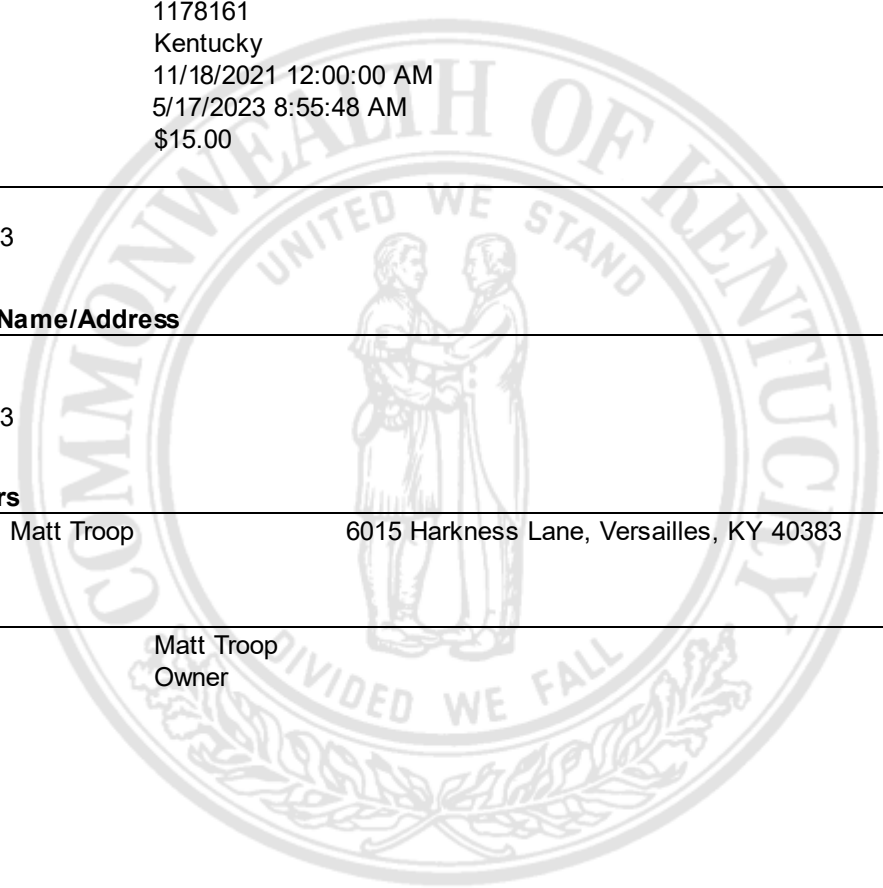 1178161
Kentucky
11/18/2021 12:00:00 AM
5/17/2023 8:55:48 AM
$15.00
3
Name/Address
3
rs
Matt Troop 6015 Harkness Lane, Versailles, KY 40383
Matt Troop
Owner
COMMONWEALTH OF KENTUCKY
UNITED WE STAND
DIVIDED WE FALL